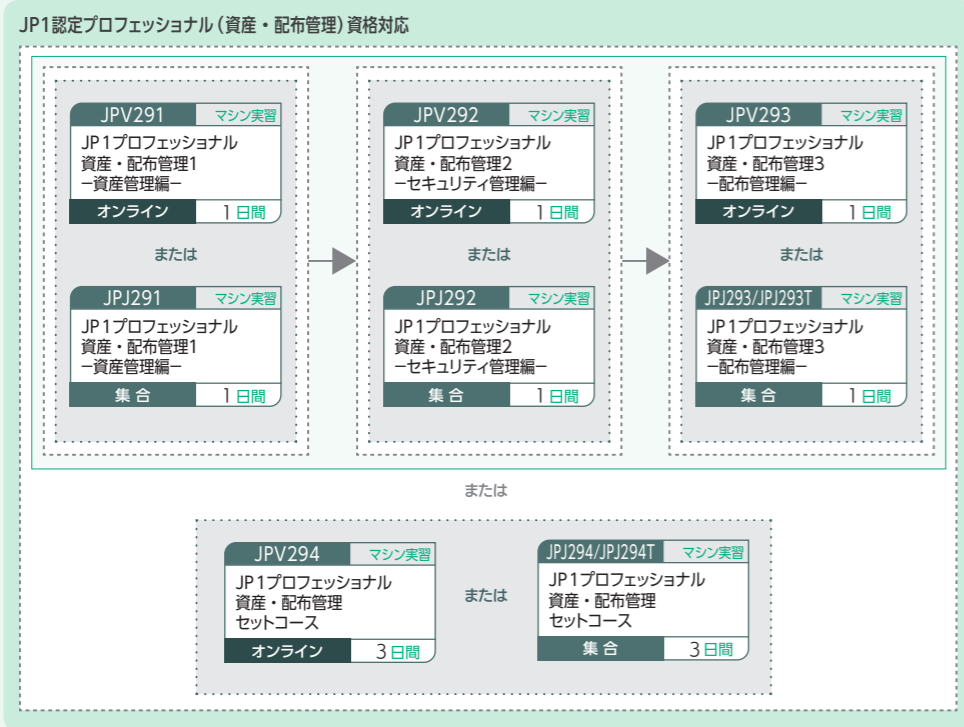 JP1認定プロフェッショナル（資産・配布管理）資格対応
JPV291 マシン実習
JP1プロフェッショナル
資産・配布管理1
−資産管理編−
オンライン 1日間
または
JPJ291 マシン実習
JP1プロフェッショナル
資産・配布管理1
−資産管理編−
集合 1日間
JPV292 マシン実習
JP1プロフェッショナル
資産・配布管理2
−セキュリティ管理編−
オンライン 1日間
または
JPJ292 マシン実習
JP1プロフェッショナル
資産・配布管理2
−セキュリティ管理編−
集合 1日間
JPV293 マシン実習
JP1プロフェッショナル
資産・配布管理3
−配布管理編−
オンライン 1日間
または
JPJ293/JPJ293T マシン実習
JP1プロフェッショナル
資産・配布管理3
−配布管理編−
集合 1日間
または
JPV294 マシン実習
JP1プロフェッショナル
資産・配布管理
セットコース
オンライン 3日間
または
JPJ294/JPJ294T マシン実習
JP1プロフェッショナル
資産・配布管理
セットコース
集合 3日間